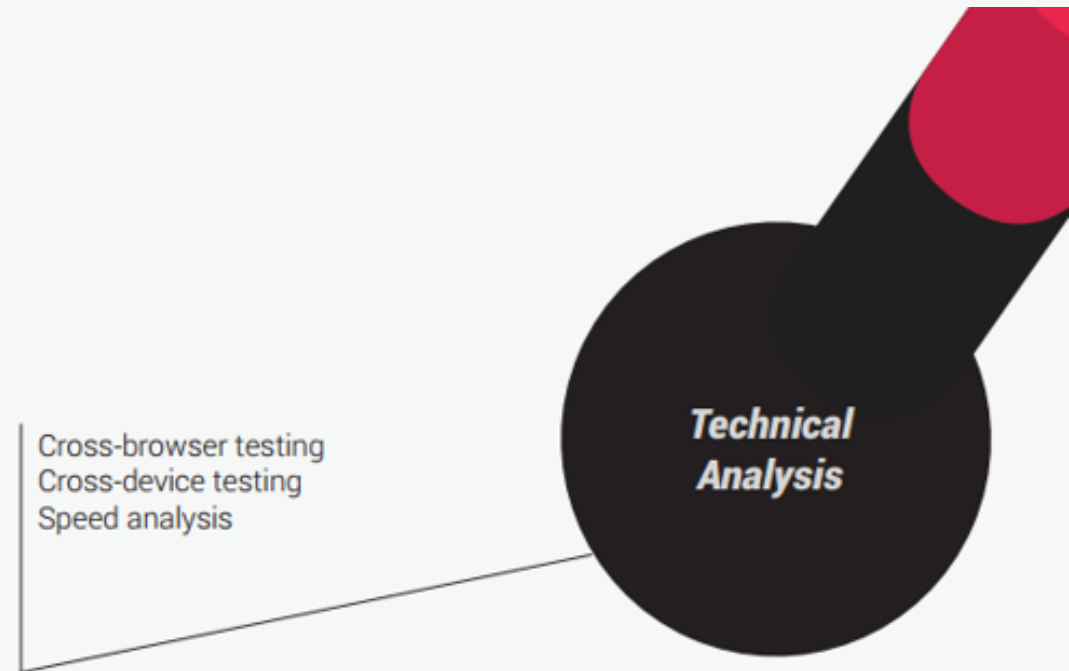 Cross-browser testing
Cross-device testing
Speed analysis
Technical
Analysis